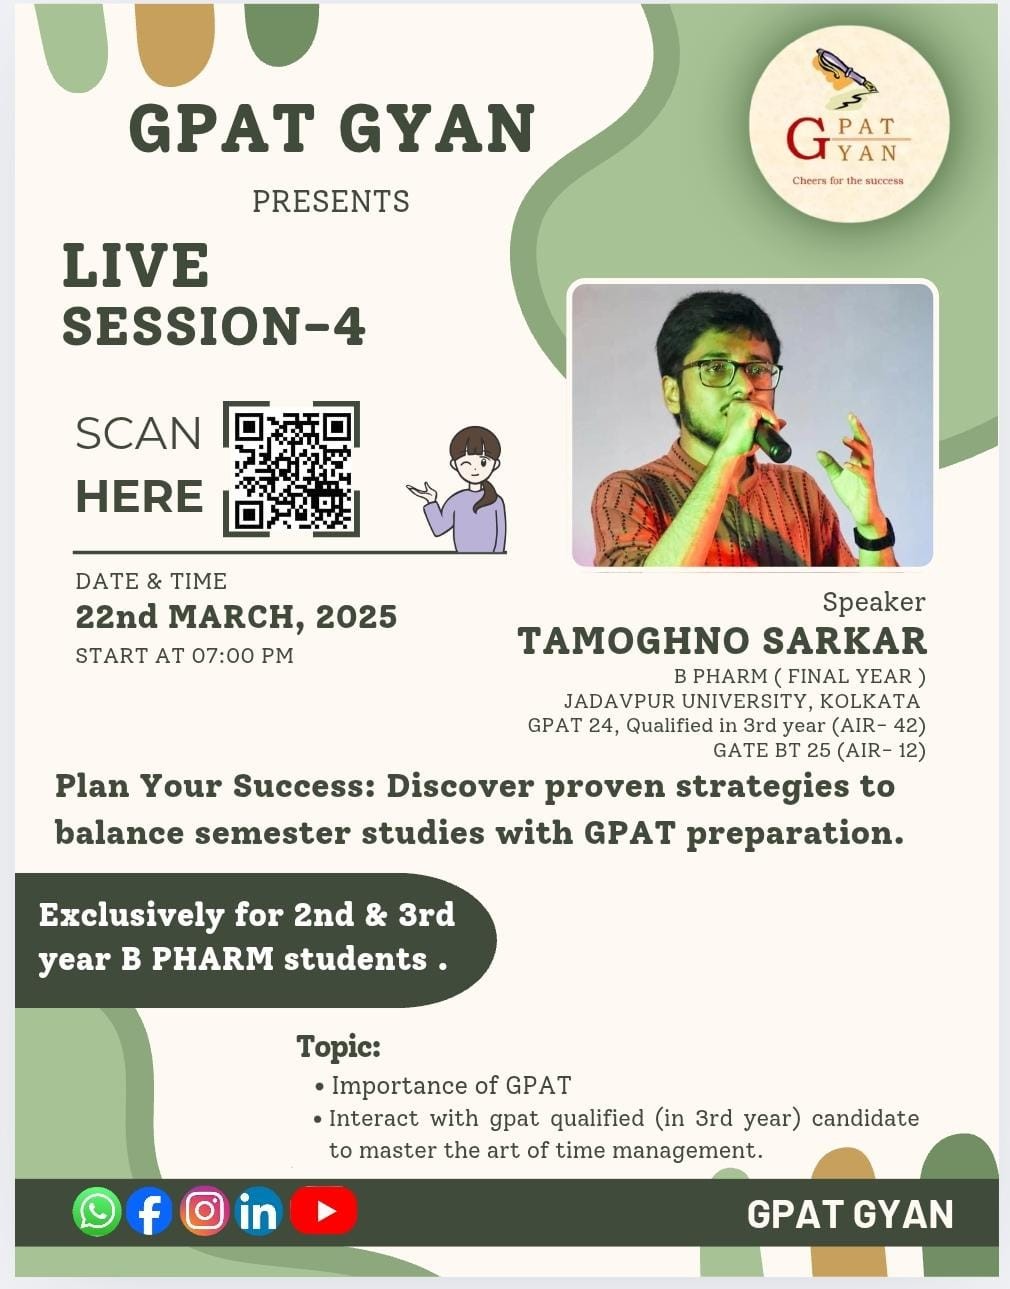 GPAT GYAN
PRESENTS
LIVE
SESSION-4
G PAT
YAN
Cheers for the success
SCAN
HERE
DATE & TIME
22nd MARCH, 2025
START AT 07:00 PM
Speaker
TAMOGHNO SARKAR
B PHARM ( FINAL YEAR )
JADAVPUR UNIVERSITY, KOLKATA
GPAT 24, Qualified in 3rd year (AIR- 42)
GATE BT 25 (AIR- 12)
Plan Your Success: Discover proven strategies to
balance semester studies with GPAT preparation.
Exclusively for 2nd & 3rd
year B PHARM students .
Topic:
• Importance of GPAT
• Interact with gpat qualified (in 3rd year) candidate
to master the art of time management.
in
GPAT GYAN